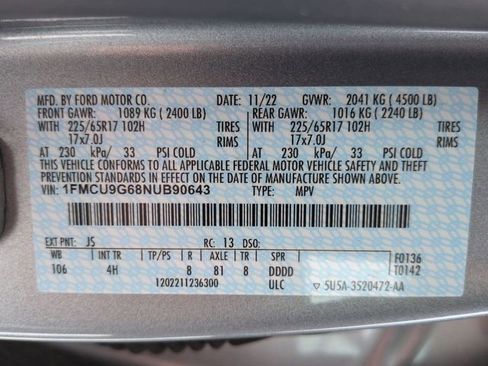 MFD. BY FORD MOTOR CO. DATE: 11/22 GVWR: 2041 KG ( 4500 LB)
FRONT GAWR: 1089 KG ( 2400 LB) REAR GAWR: 1016 KG ( 2240 LB)
WITH 225/65R17 102H TIRES WITH 225/65R17 102H TIRES
17x7.0J RIMS 17x7.0J RIMS
AT 230 kPa/ 33 PSI COLD AT 230 kPa/ 33 PSI COLD
THIS VEHICLE CONFORMS TO ALL APPLICABLE FEDERAL MOTOR VEHICLE SAFETY AND THEFT
PREVENTION STANDARDS IN EFFECT ON THE DATE OF MANUFACTURE SHOWN ABOVE.
VIN: 1FMCU9G68NUB90643 TYPE: MPV
EXT PNT: JS RC: 13 DSO:
WB INT TR TP/PS R AXLE TR SPR F0136
106 4H 8 81 8 DDDD T0142
1202211236300 ULC ▽ 5U5A-3520472-AA